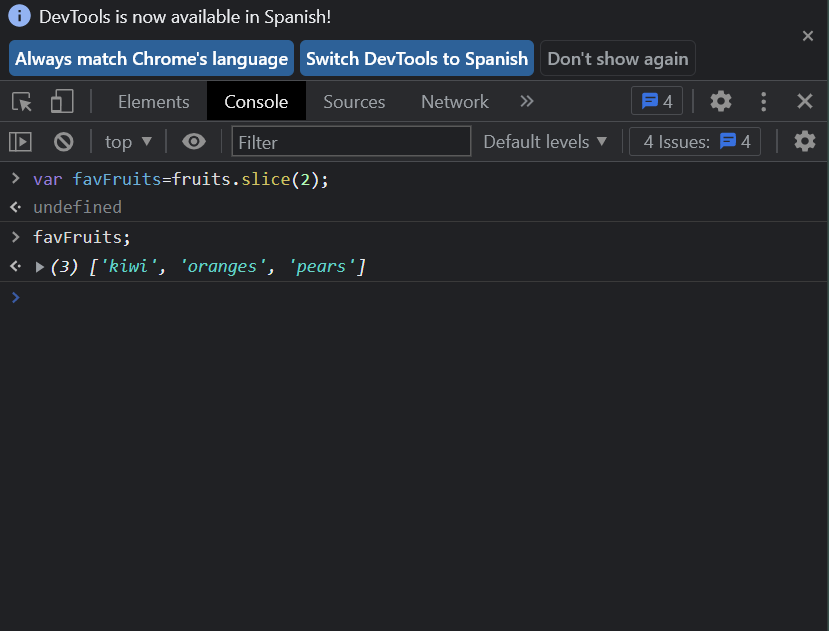 DevTools is now available in Spanish!
Always match Chrome's language Switch DevTools to Spanish Don't show again
Elements Console Sources Network 4
top Filter Default levels 4 Issues: 4
var favFruits=fruits.slice(2);
undefined
favFruits;
(3) ['kiwi', 'oranges', 'pears']